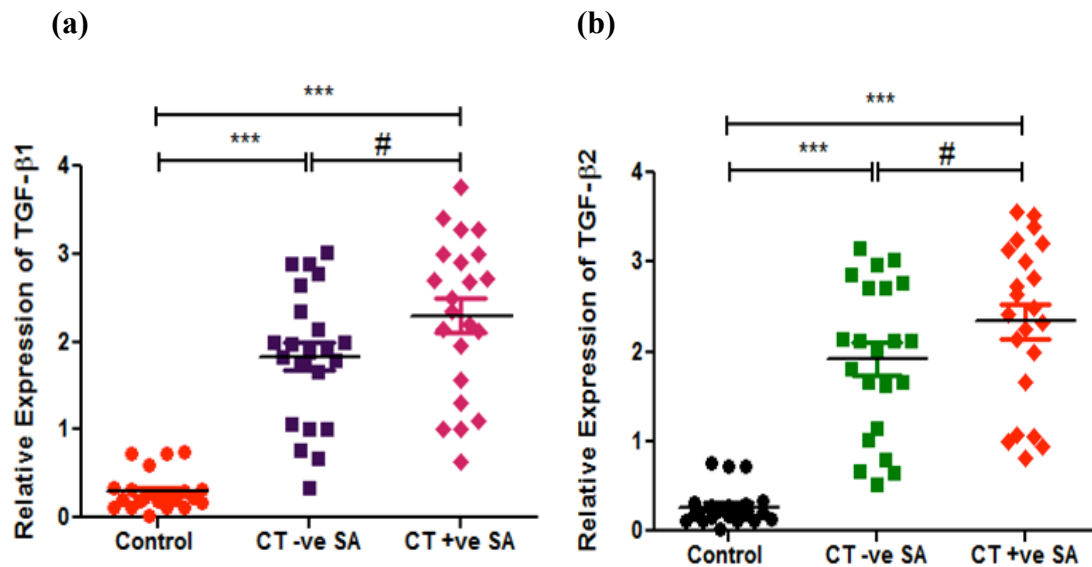 (a)
***
***
#
Relative Expression of TGF-β1
4
3
2
1
0
Control
CT -ve SA
CT +ve SA
(b)
***
***
#
Relative Expression of TGF-β2
4
3
2
1
0
Control
CT -ve SA
CT +ve SA